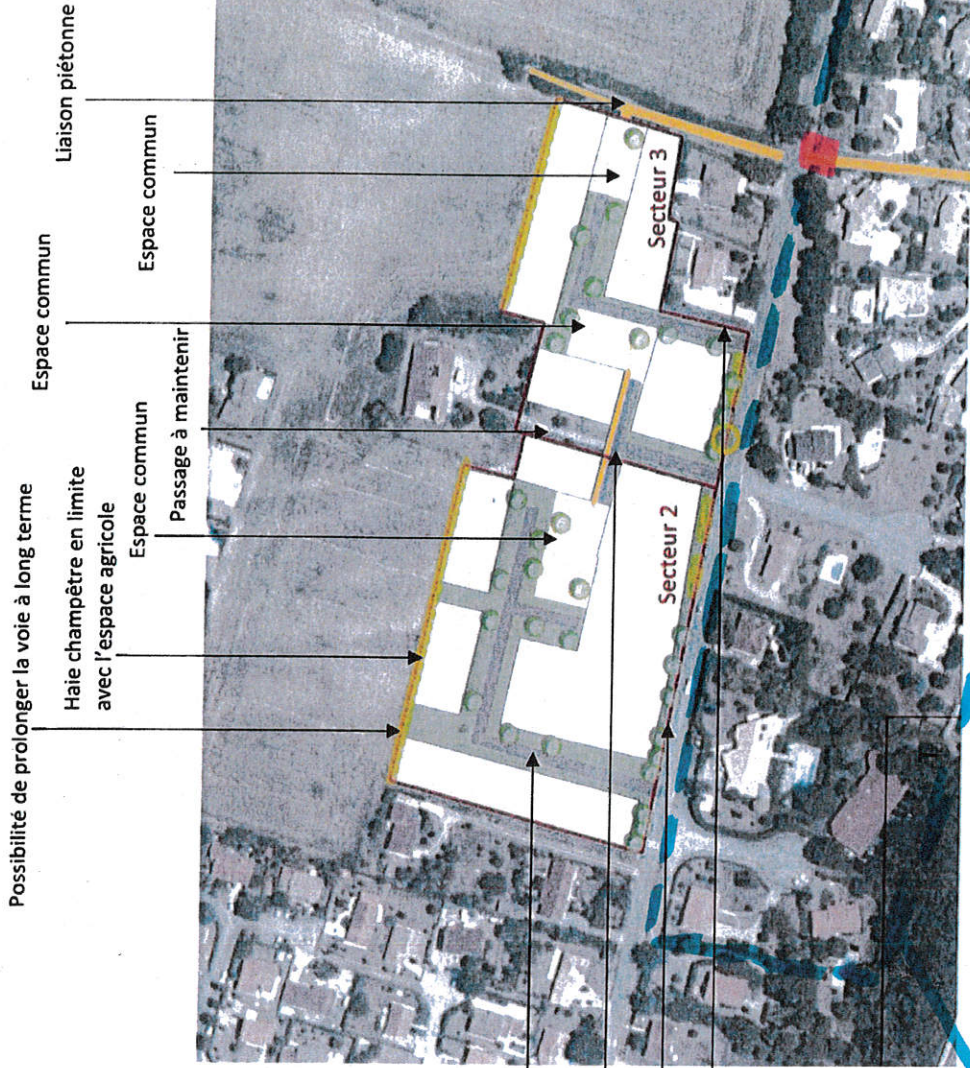 Possibilité de prolonger la voie à long terme
Haie champêtre en limite
avec l'espace agricole
Espace commun
Passage à maintenir
Espace commun
Espace commun
Liaison piétonne
Secteur 2
Secteur 3